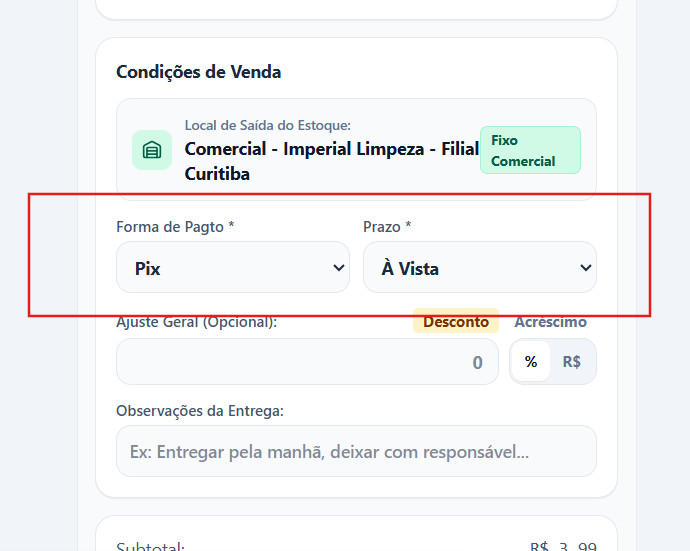 Condições de Venda
Local de Saída do Estoque:
Comercial - Imperial Limpeza - Filial
Curitiba
Fixo
Comercial
Forma de Pagto *
Prazo *
Pix
À Vista
Ajuste Geral (Opcional):
Desconto
Acréscimo
0
%
R$
Observações da Entrega:
Ex: Entregar pela manhã, deixar com responsável...
Subtotal:
R$ 3,99